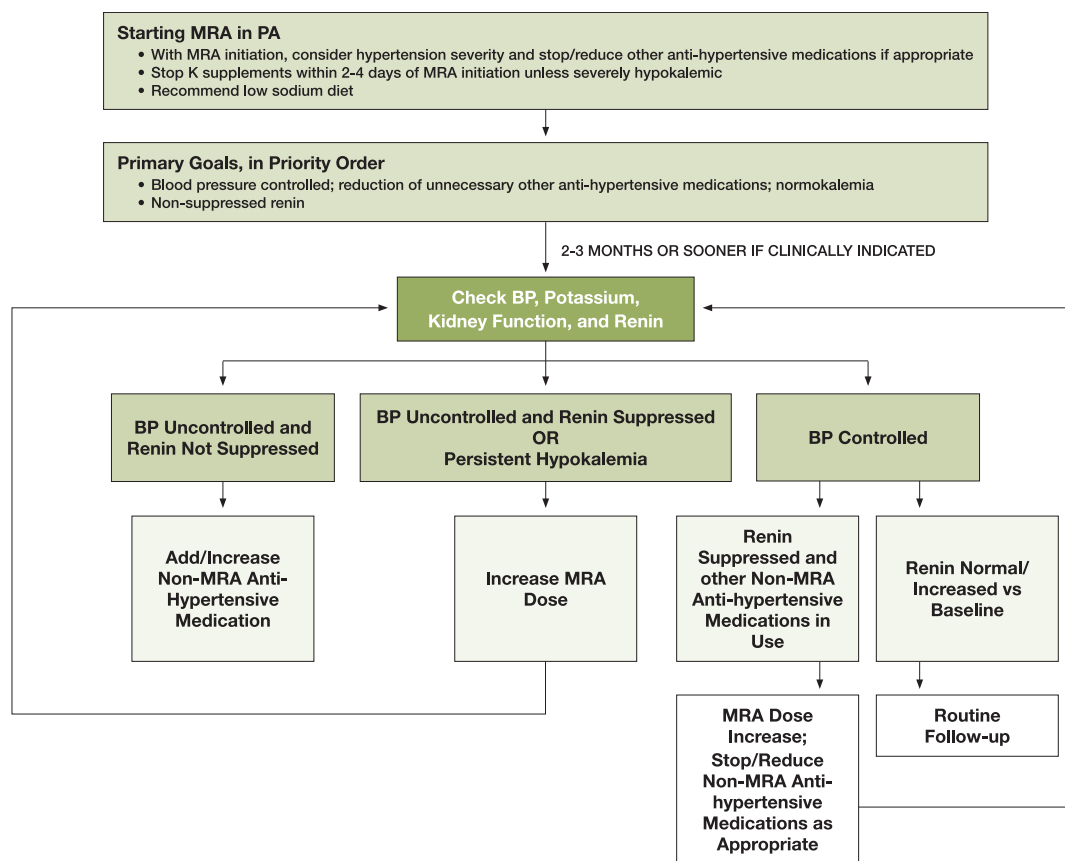 Starting MRA in PA
• With MRA initiation, consider hypertension severity and stop/reduce other anti-hypertensive medications if appropriate
• Stop K supplements within 2-4 days of MRA initiation unless severely hypokalemic
• Recommend low sodium diet
Primary Goals, in Priority Order
• Blood pressure controlled; reduction of unnecessary other anti-hypertensive medications; normokalemia
• Non-suppressed renin
2-3 MONTHS OR SOONER IF CLINICALLY INDICATED
Check BP, Potassium,
Kidney Function, and Renin
BP Uncontrolled and
Renin Not Suppressed
BP Uncontrolled and Renin Suppressed
OR
Persistent Hypokalemia
BP Controlled
Add/Increase
Non-MRA Anti-
Hypertensive
Medication
Increase MRA
Dose
Renin
Suppressed and
other Non-MRA
Anti-hypertensive
Medications in
Use
Renin Normal/
Increased vs
Baseline
MRA Dose
Increase;
Stop/Reduce
Non-MRA Anti-
hypertensive
Medications as
Appropriate
Routine
Follow-up